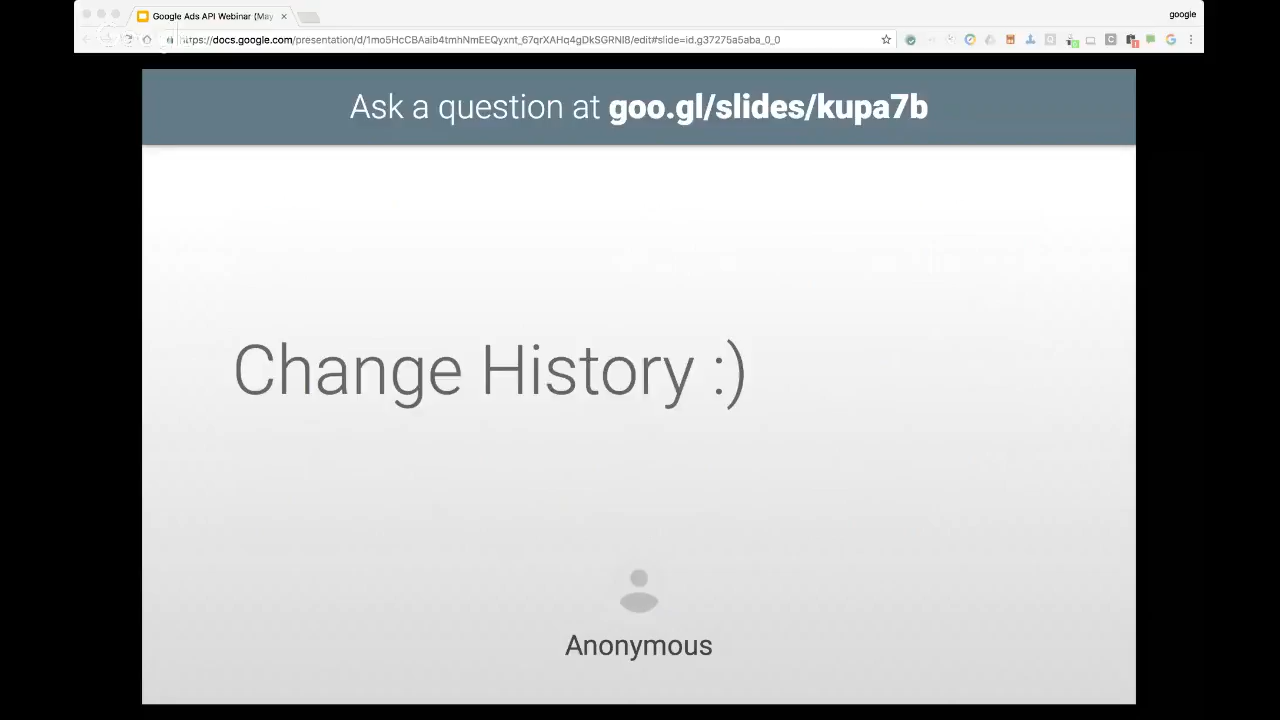 Google Ads API Webinar (May
google
https://docs.google.com/presentation/d/1mo5HcCBAaib4tmhNmEEQyxnt_67qrXAHq4gDkSGRNI8/edit#slide=id.g37275a5aba_0_0
Ask a question at goo.gl/slides/kupa7b
Change History :)
Anonymous